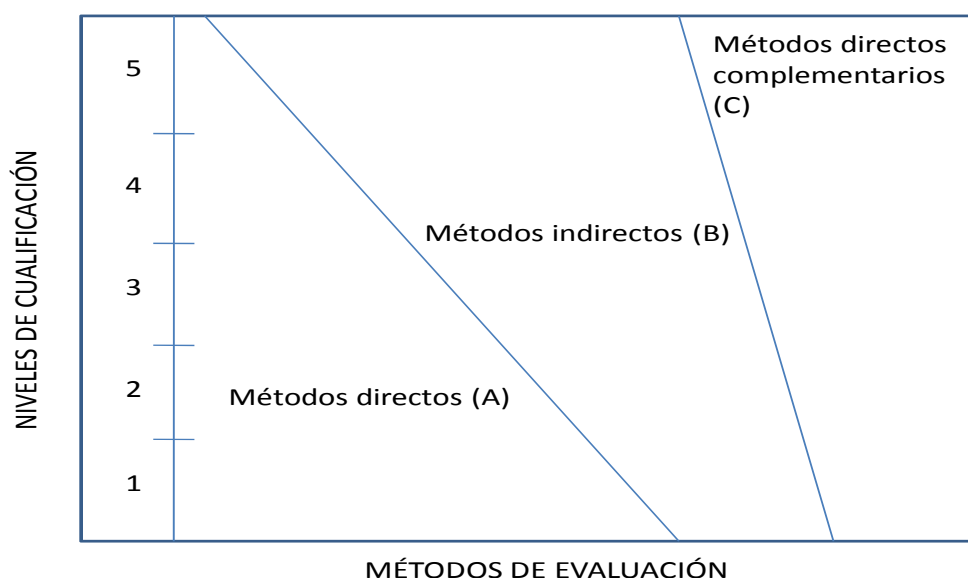 NIVELES DE CUALIFICACIÓN
5
4
3
2
1
Métodos directos
complementarios
(C)
Métodos indirectos (B)
Métodos directos (A)
MÉTODOS DE EVALUACIÓN